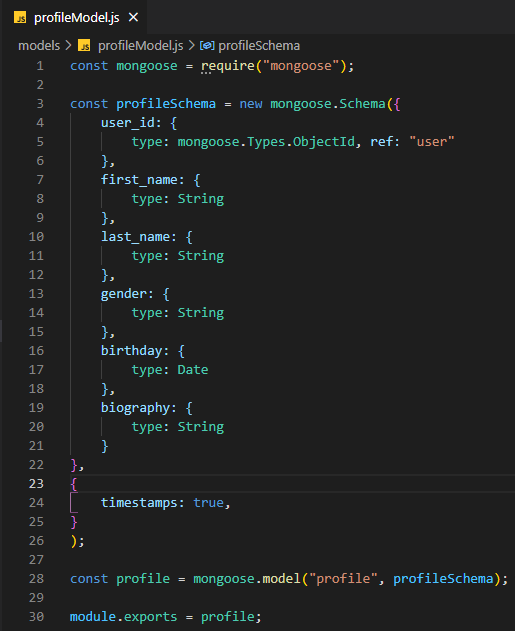 JS profileModel.js ×
models > JS profileModel.js > profileSchema
1 const mongoose = require("mongoose");
2
3 const profileSchema = new mongoose.Schema({
4     user_id: {
5         type: mongoose.Types.ObjectId, ref: "user"
6     },
7     first_name: {
8         type: String
9     },
10     last_name: {
11         type: String
12     },
13     gender: {
14         type: String
15     },
16     birthday: {
17         type: Date
18     },
19     biography: {
20         type: String
21     }
22 },
23 {
24     timestamps: true,
25 }
26 );
27
28 const profile = mongoose.model("profile", profileSchema);
29
30 module.exports = profile;